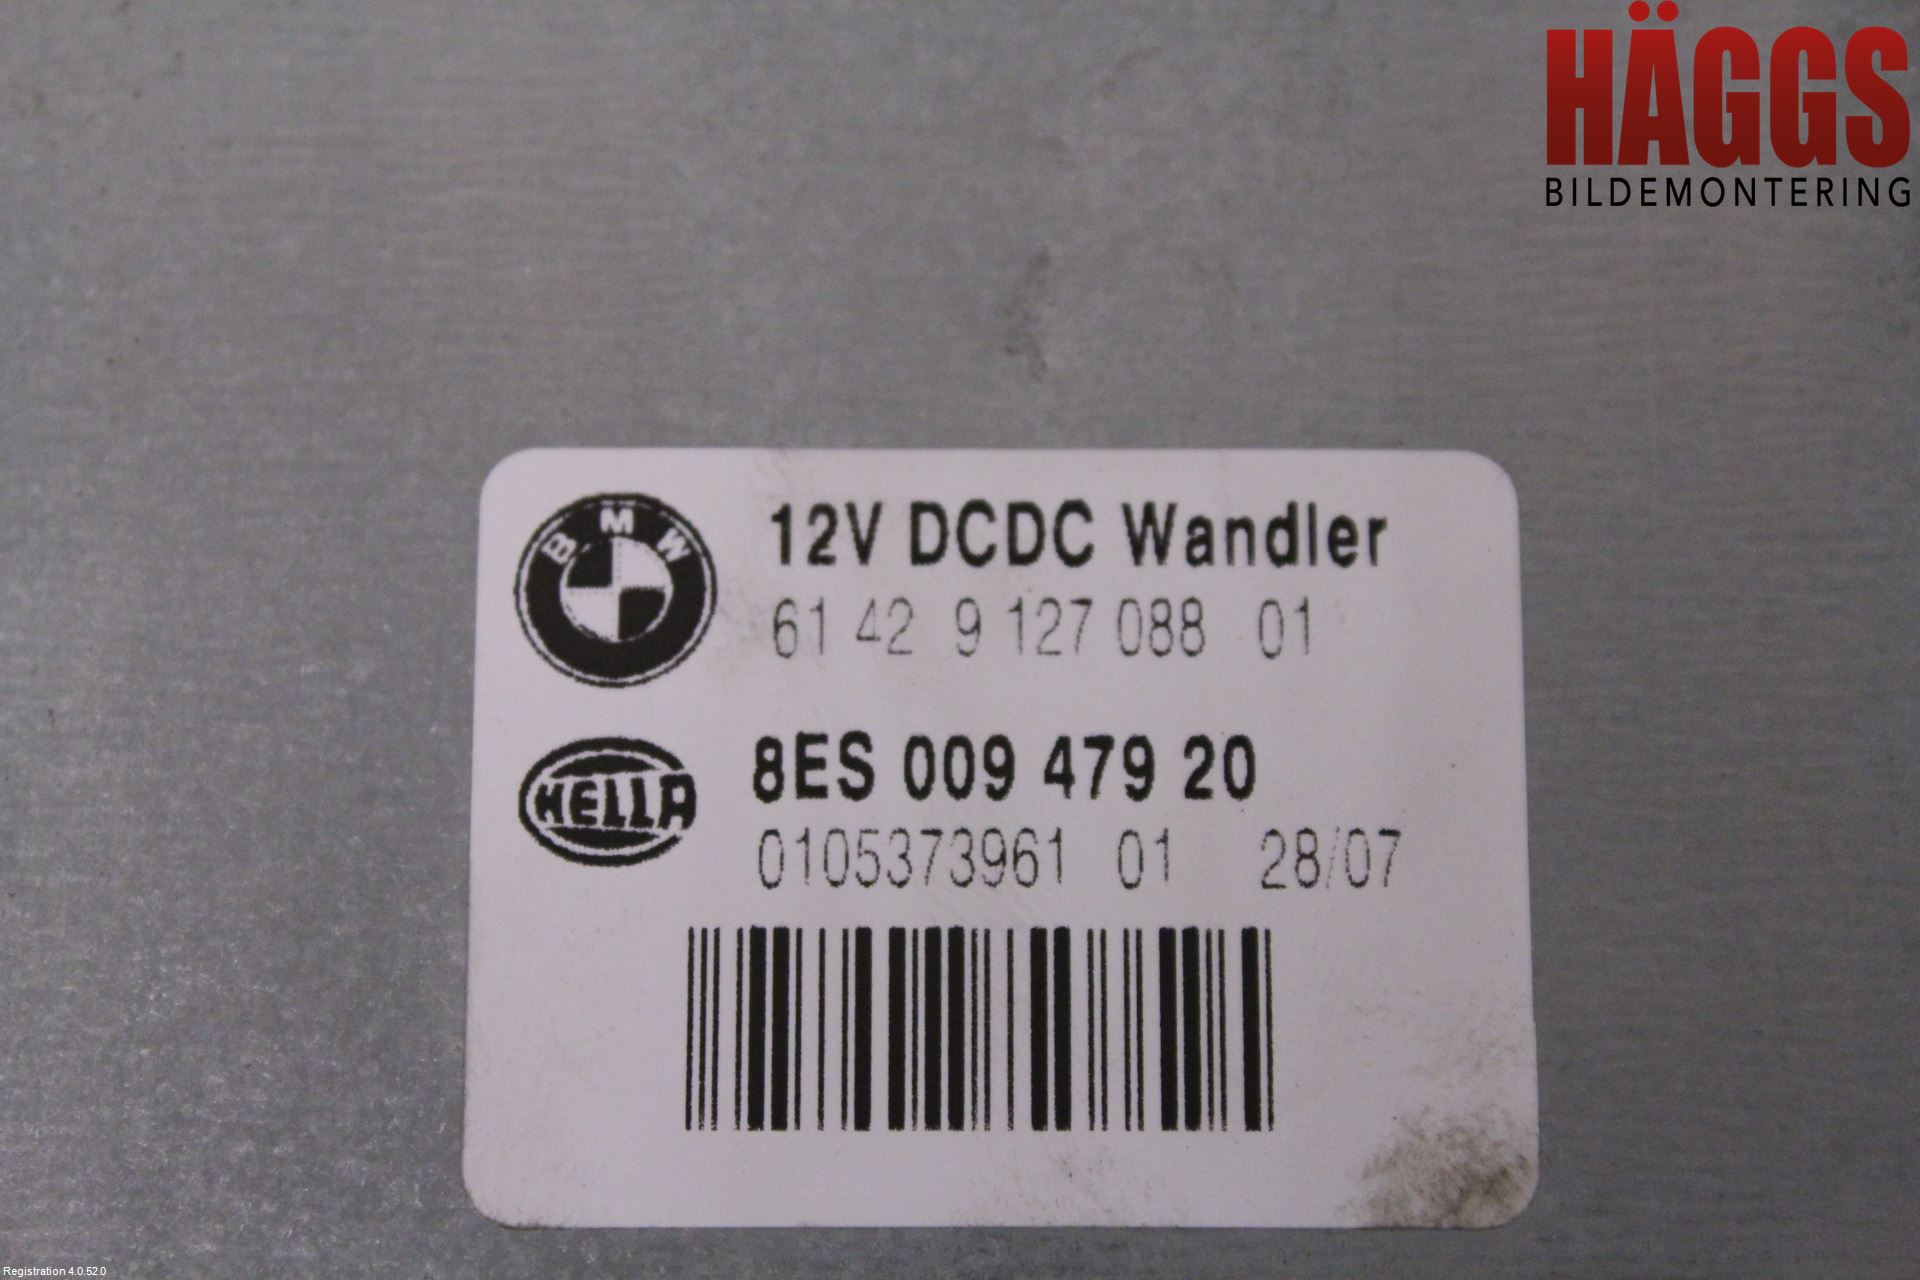 HÄGGS
BILDEMONTERING
BMW
12V DCDC Wandler
61 42 9 127 088 01
HELLA
8ES 009 479 20
0105373961 01 28/07
Registration 4.0.52.0